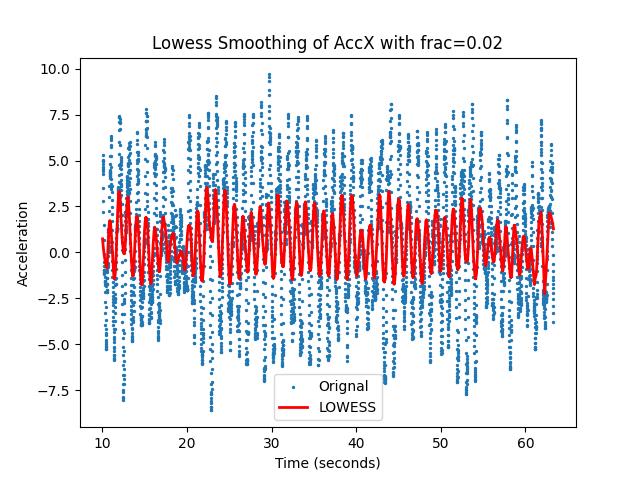 Lowess Smoothing of AccX with frac=0.02
Acceleration
10.0
7.5
5.0
2.5
0.0
−2.5
−5.0
−7.5
Orignal
LOWESS
10 20 30 40 50 60
Time (seconds)